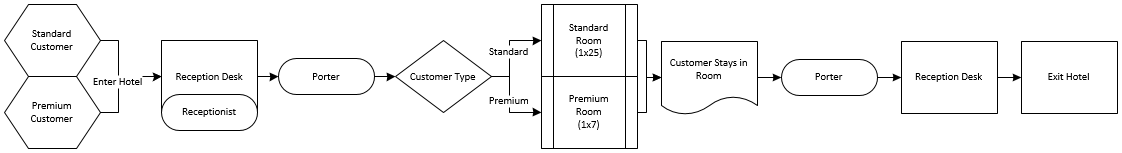 Standard
Customer
Premium
Customer
Enter Hotel
Reception Desk
Receptionist
Porter
Customer Type
Standard
Premium
Standard
Room
(1x25)
Premium
Room
(1x7)
Customer Stays in
Room
Porter
Reception Desk
Exit Hotel